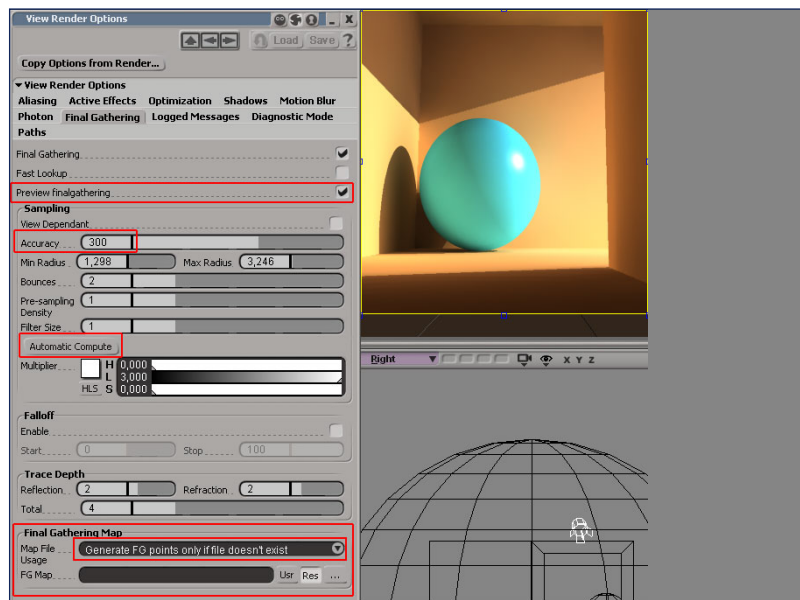 View Render Options
Load Save ?
Copy Options from Render...
View Render Options
Aliasing Active Effects Optimization Shadows Motion Blur
Photon Final Gathering Logged Messages Diagnostic Mode
Paths
Final Gathering
Fast Lookup
Preview finalgathering
Sampling
View Dependant
Accuracy 300
Min Radius 1,298 Max Radius 3,246
Bounces 2
Pre-sampling 1
Density
Filter Size 1
Automatic Compute
Multiplier H 0,000
L 3,000
HLS S 0,000
Falloff
Enable
Start 0 Stop 100
Trace Depth
Reflection 2 Refraction 2
Total 4
Final Gathering Map
Map File Generate FG points only if file doesn't exist
Usage
FG Map Usr Res ...
Right X Y Z